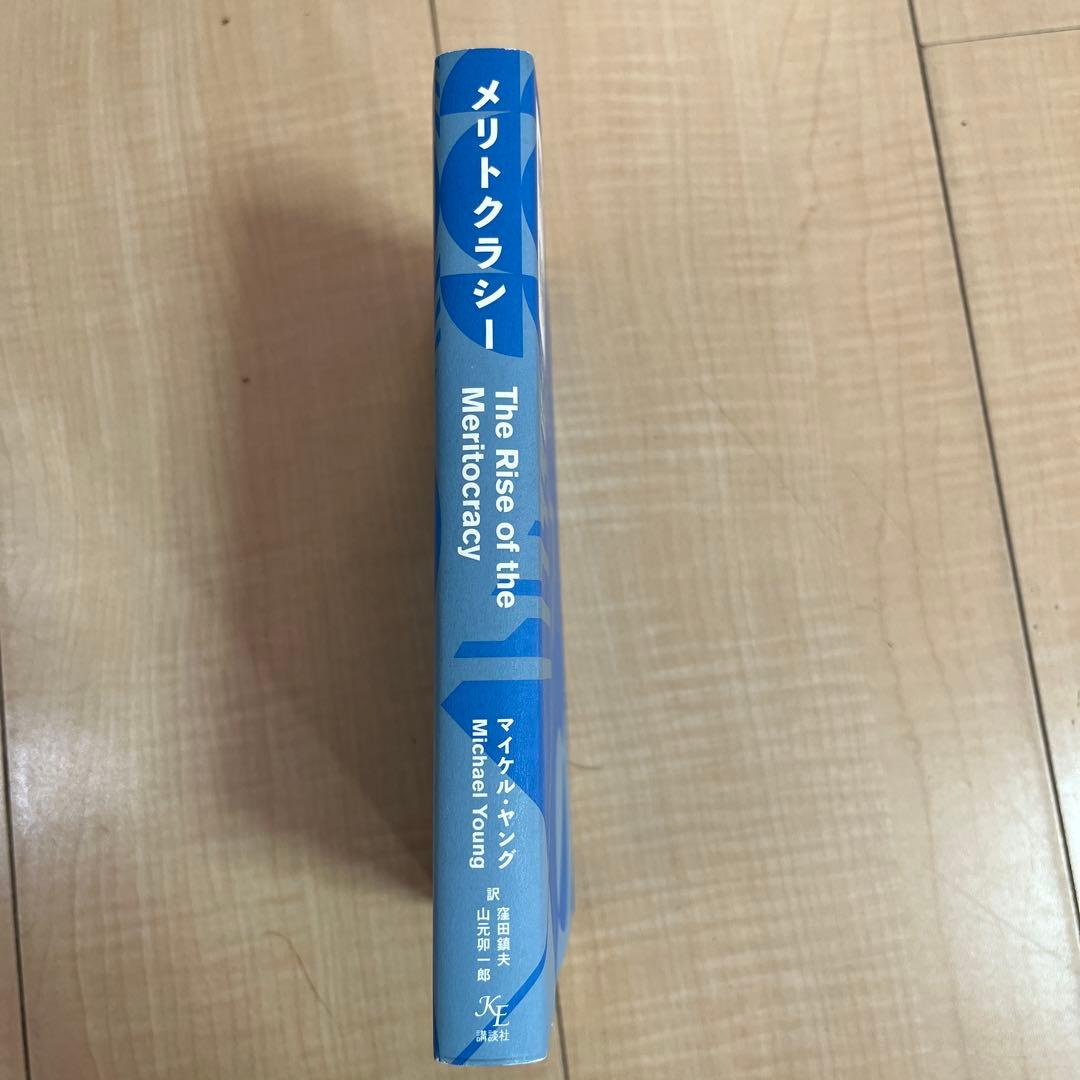 メリトクラシー
The Rise of the
Meritocracy
マイケル・ヤング
Michael Young
訳
窪田鎮夫
山元卯一郎
KE
講談社